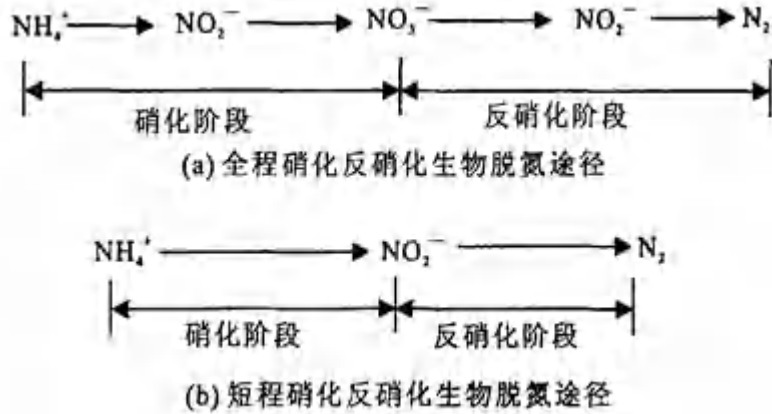 NH₄⁺ → NO₂⁻ → NO₃⁻ → NO₂⁻ → N₂
硝化阶段 反硝化阶段
(a) 全程硝化反硝化生物脱氮途径
NH₄⁺ → NO₂⁻ → N₂
硝化阶段 反硝化阶段
(b) 短程硝化反硝化生物脱氮途径